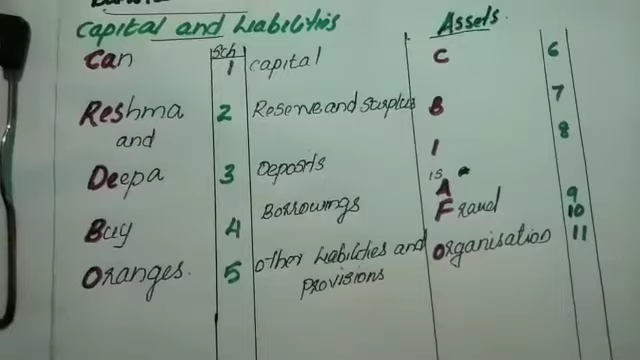 Capital and Liabilities
Assets.
Sch
Can 1 capital C 6
Reshma 2 Reserve and Surplus B 7
and 8
I
Deepa 3 Deposits is
A
Buy 4 Borrowings Fraud 9
10
Oranges. 5 other Liabilities and Organisation 11
provisions